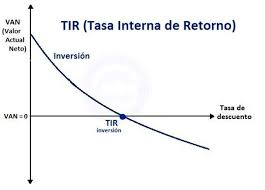 VAN
(Valor
Actual
Neto)
TIR (Tasa Interna de Retorno)
Inversión
Tasa de
descuento
VAN = 0
TIR
inversión